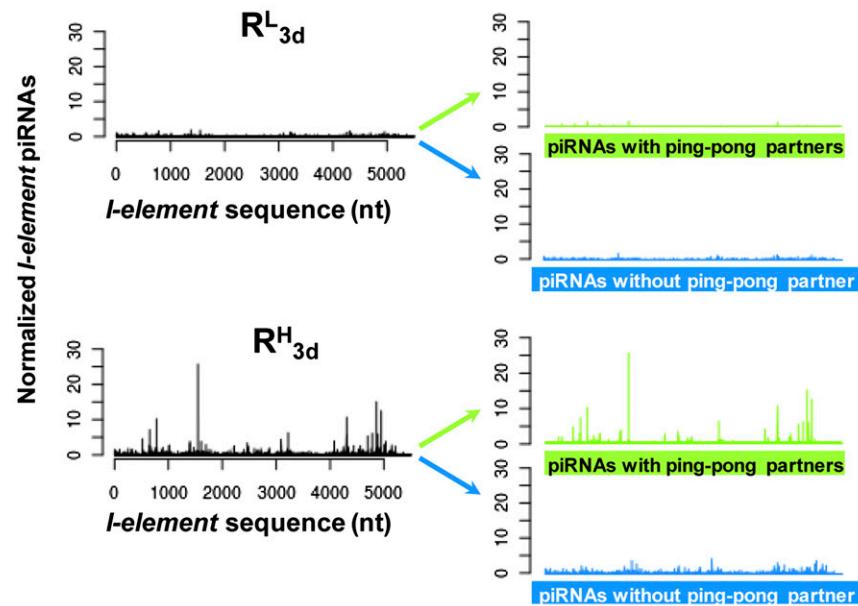 Normalized I-element piRNAs
R^L_3d
30
20
10
0
0 1000 2000 3000 4000 5000
I-element sequence (nt)
30
20
10
0
piRNAs with ping-pong partners
30
20
10
0
piRNAs without ping-pong partner
R^H_3d
30
20
10
0
0 1000 2000 3000 4000 5000
I-element sequence (nt)
30
20
10
0
piRNAs with ping-pong partners
30
20
10
0
piRNAs without ping-pong partner